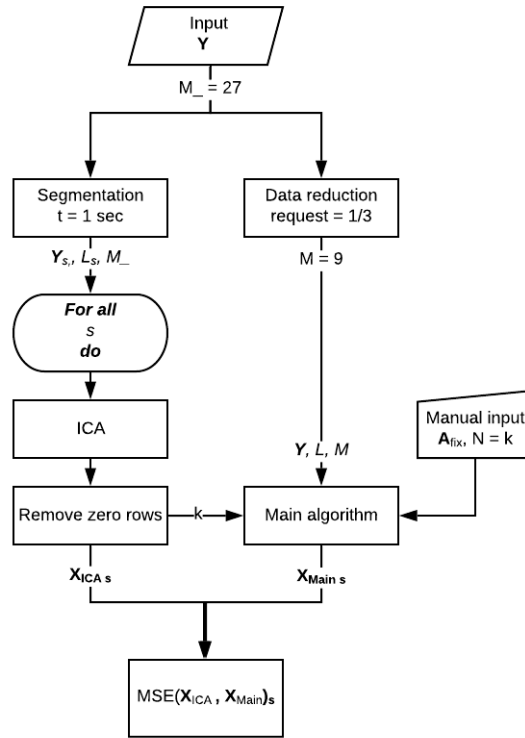 Input
Y
M_ = 27
Segmentation
t = 1 sec
Data reduction
request = 1/3
Ys,, Ls, M_
M = 9
For all
s
do
ICA
Manual input
Afix, N = k
Y, L, M
Remove zero rows
k
Main algorithm
XICA s
XMain s
MSE(XICA , XMain)s